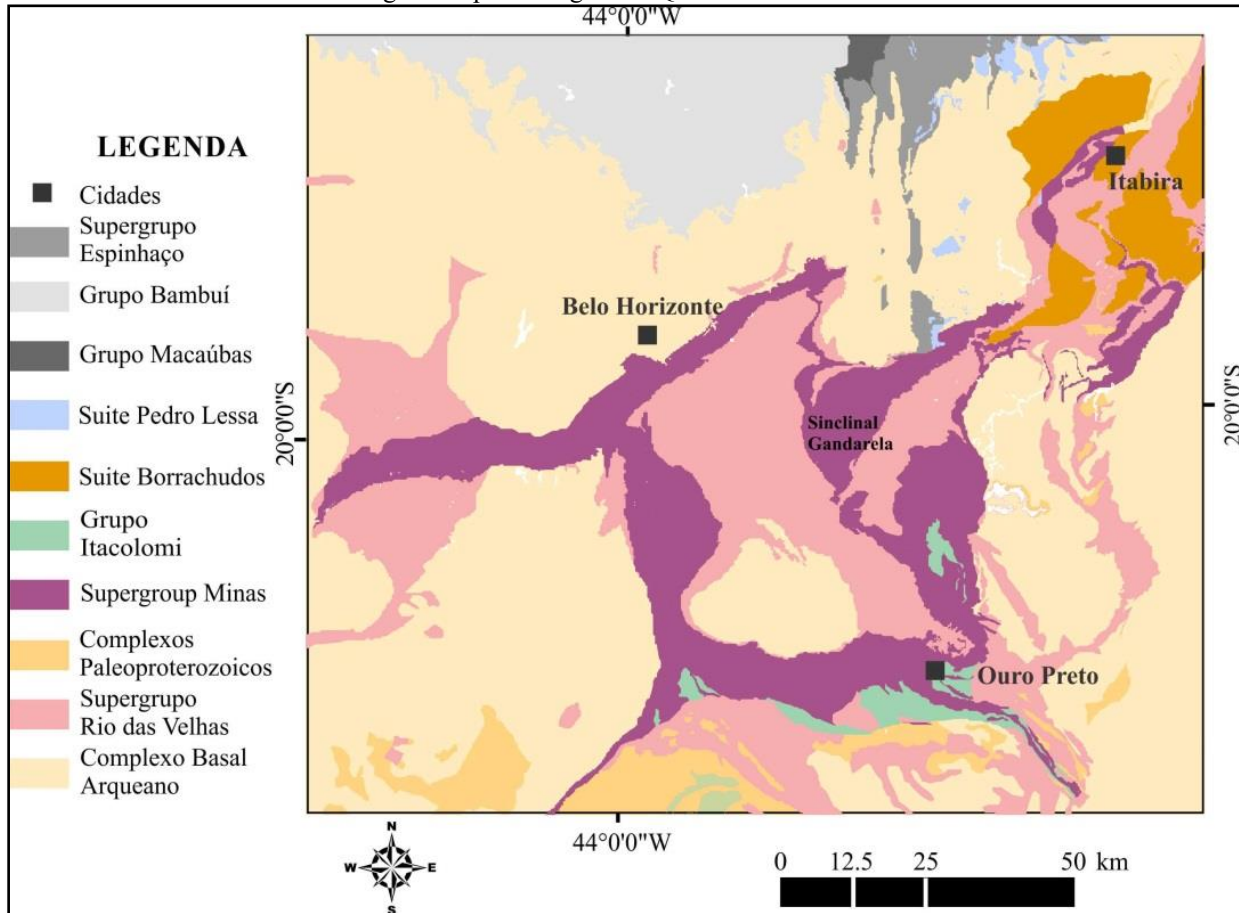 44°0'0"W
LEGENDA
Cidades
Supergrupo
Espinhaço
Grupo Bambuí
Grupo Macaúbas
Suite Pedro Lessa
Suite Borrachudos
Grupo
Itacolomi
Supergroup Minas
Complexos
Paleoproterozoicos
Supergrupo
Rio das Velhas
Complexo Basal
Arqueano
Itabira
Belo Horizonte
20°0'0"S
20°0'0"S
Sinclinal
Gandarela
Ouro Preto
44°0'0"W
N
W E
S
0 12.5 25 50 km